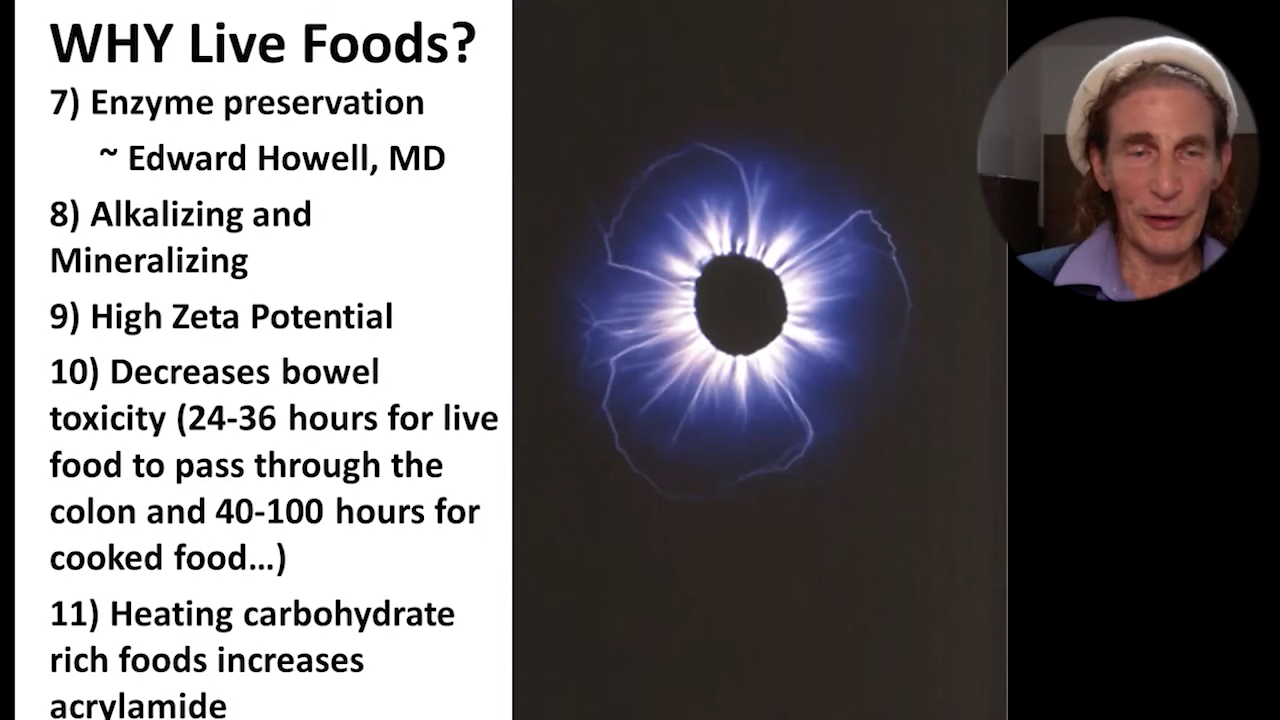 WHY Live Foods?
7) Enzyme preservation
~ Edward Howell, MD
8) Alkalizing and
Mineralizing
9) High Zeta Potential
10) Decreases bowel
toxicity (24-36 hours for live
food to pass through the
colon and 40-100 hours for
cooked food...)
11) Heating carbohydrate
rich foods increases
acrylamide